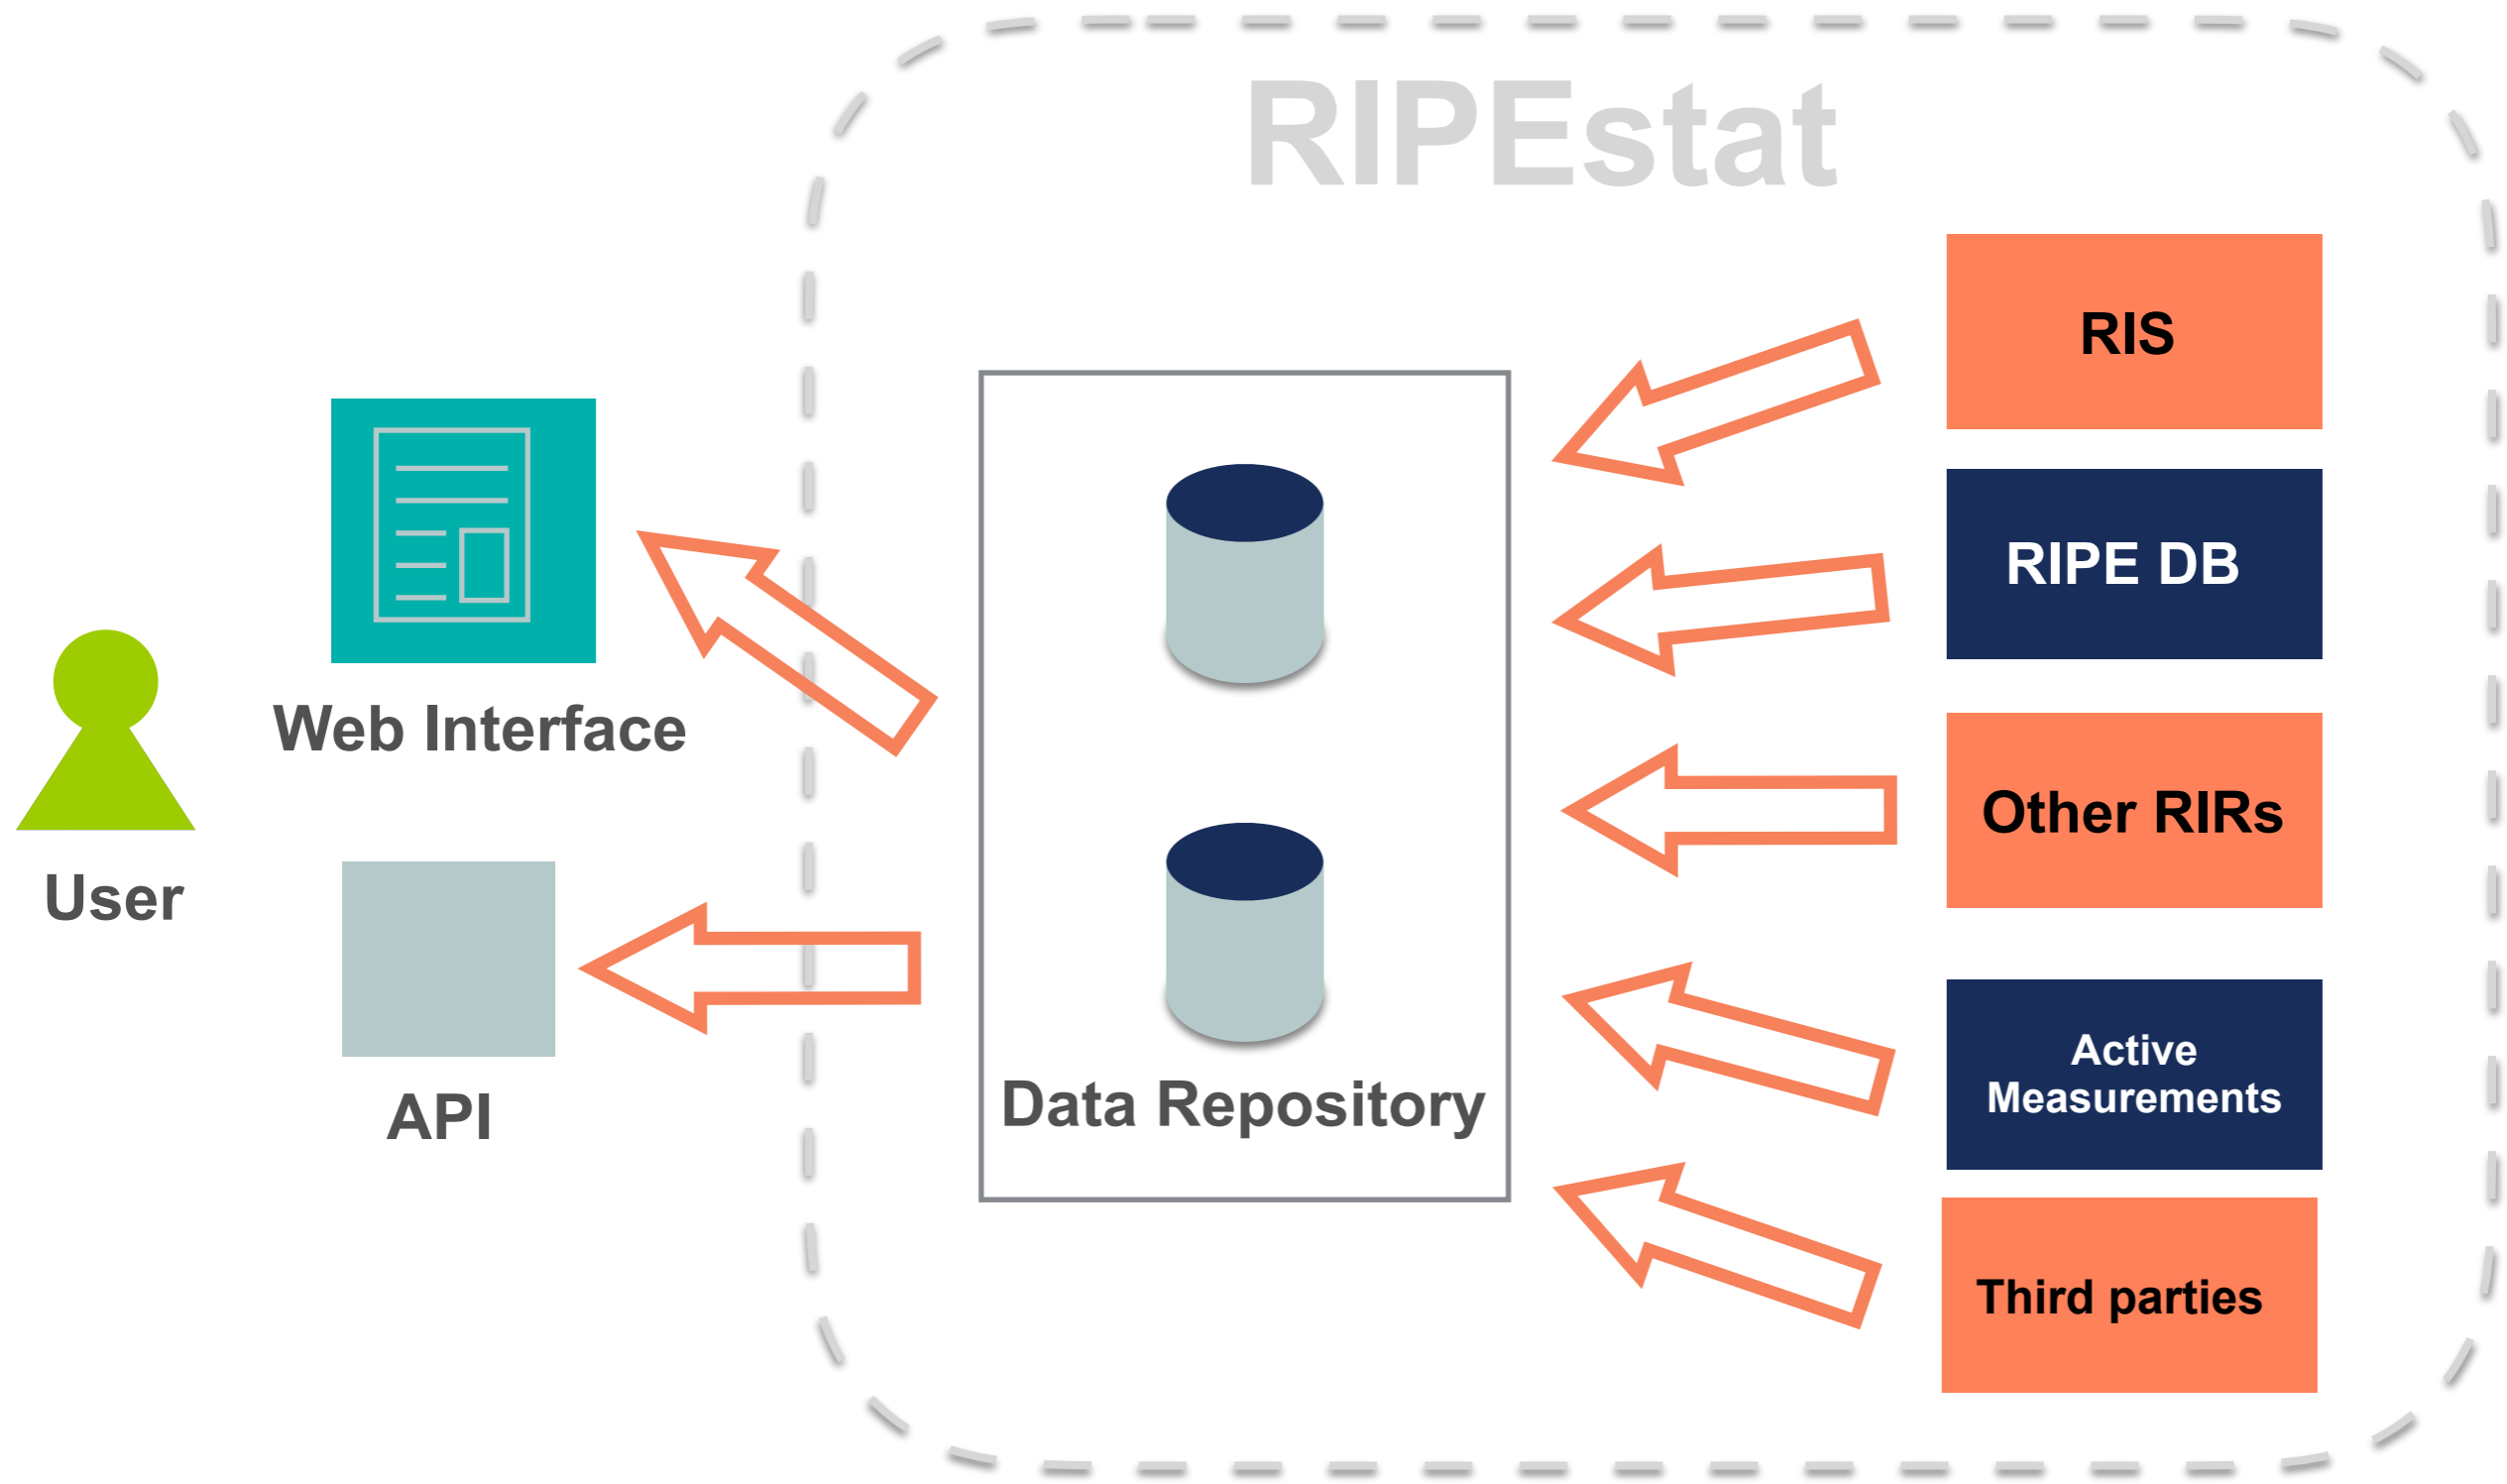 RIPEstat
RIS
RIPE DB
Web Interface
Other RIRs
User
Active
Measurements
API
Data Repository
Third parties